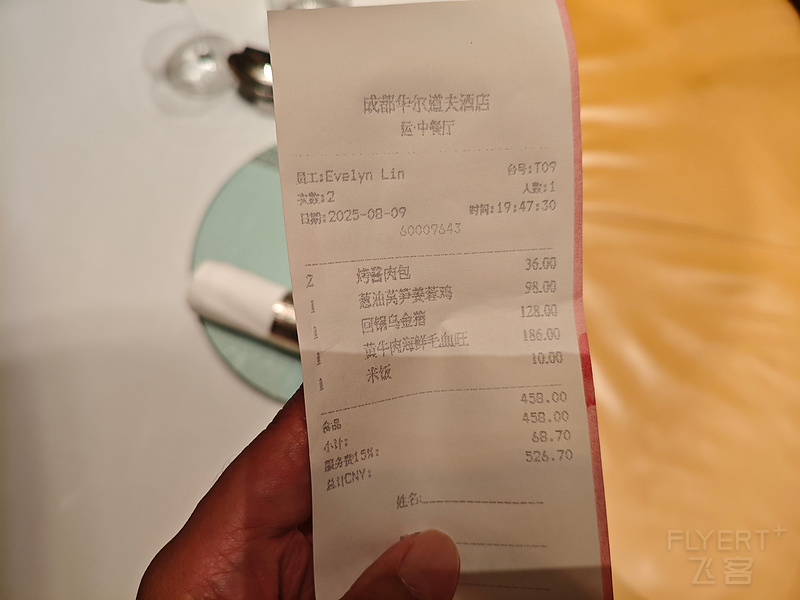 成都华尔道夫酒店
运·中餐厅
员工:Evelyn Lin 台号:T09
次数:2 人数:1
日期:2025-08-09 时间:19:47:30
60009643
2 烤酱肉包 36.00
1 葱油莴笋姜蓉鸡 98.00
1 回锅乌金猪 128.00
1 黄牛肉海鲜毛血旺 186.00
1 米饭 10.00
食品 458.00
小计: 458.00
服务费15%: 68.70
总计CNY: 526.70
姓名:
FLYERT+
飞客